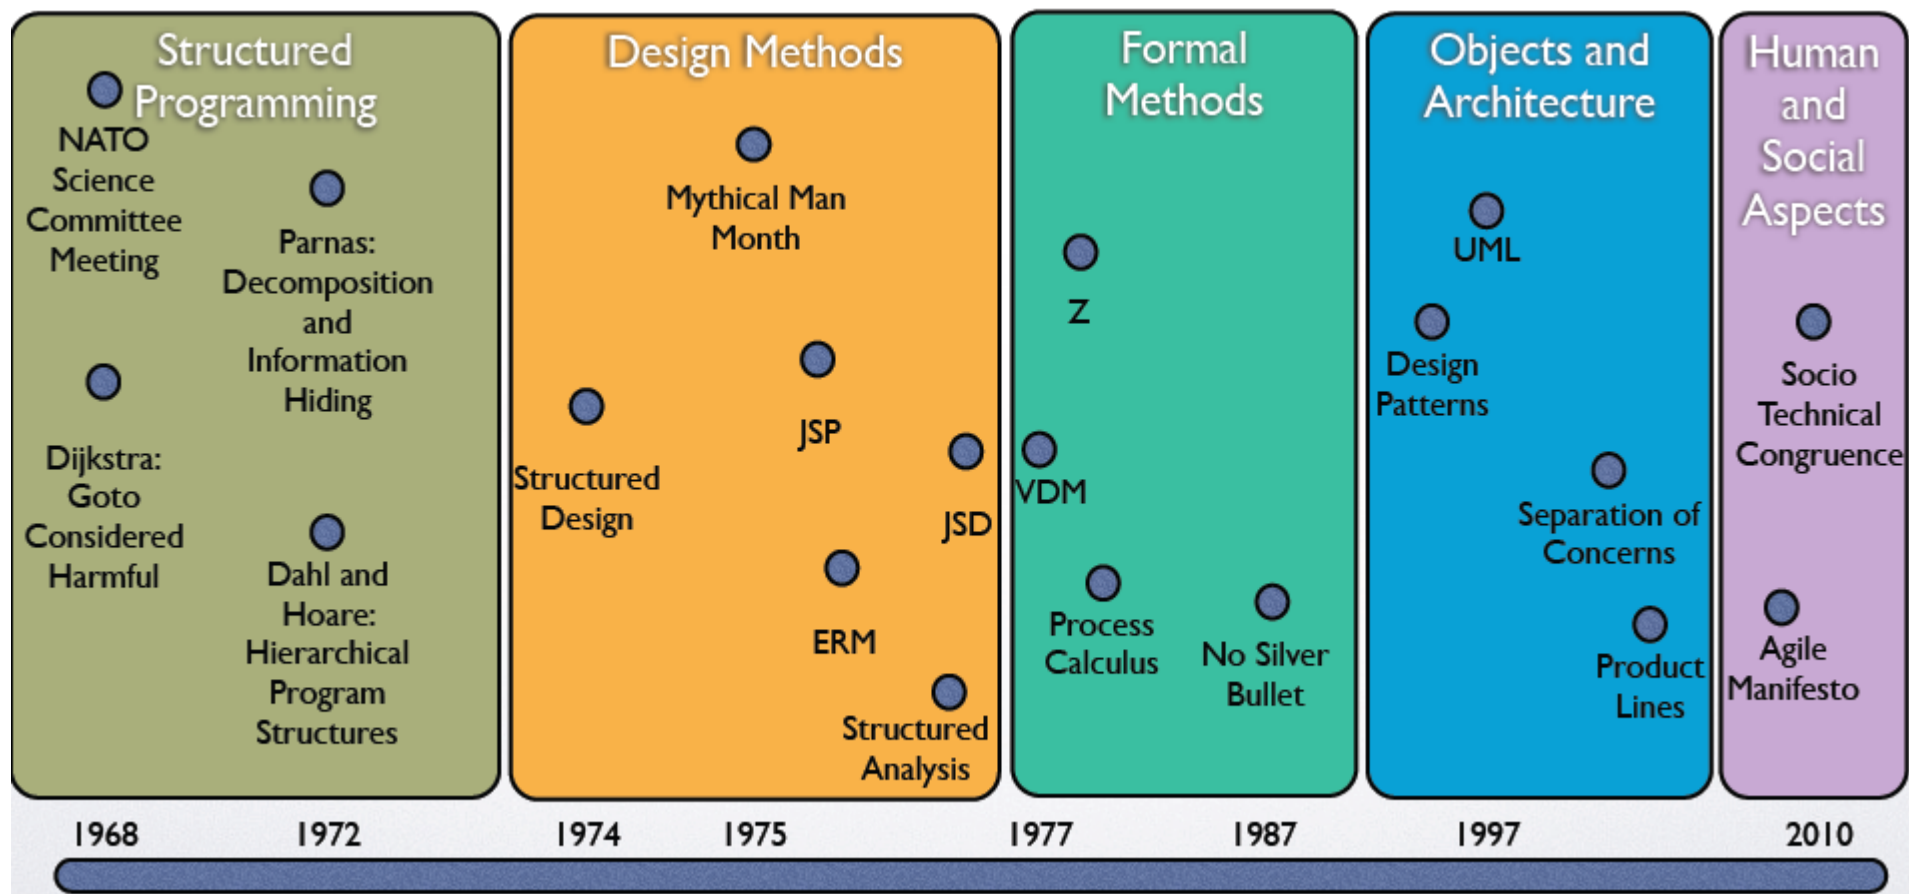 Structured
Programming
NATO
Science
Committee
Meeting
Parnas:
Decomposition
and
Information
Hiding
Dijkstra:
Goto
Considered
Harmful
Dahl and
Hoare:
Hierarchical
Program
Structures
Design Methods
Mythical Man
Month
JSP
Structured
Design
JSD
ERM
Structured
Analysis
Formal
Methods
Z
VDM
Process
Calculus
No Silver
Bullet
Objects and
Architecture
UML
Design
Patterns
Separation of
Concerns
Product
Lines
Human
and
Social
Aspects
Socio
Technical
Congruence
Agile
Manifesto
1968 1972 1974 1975 1977 1987 1997 2010